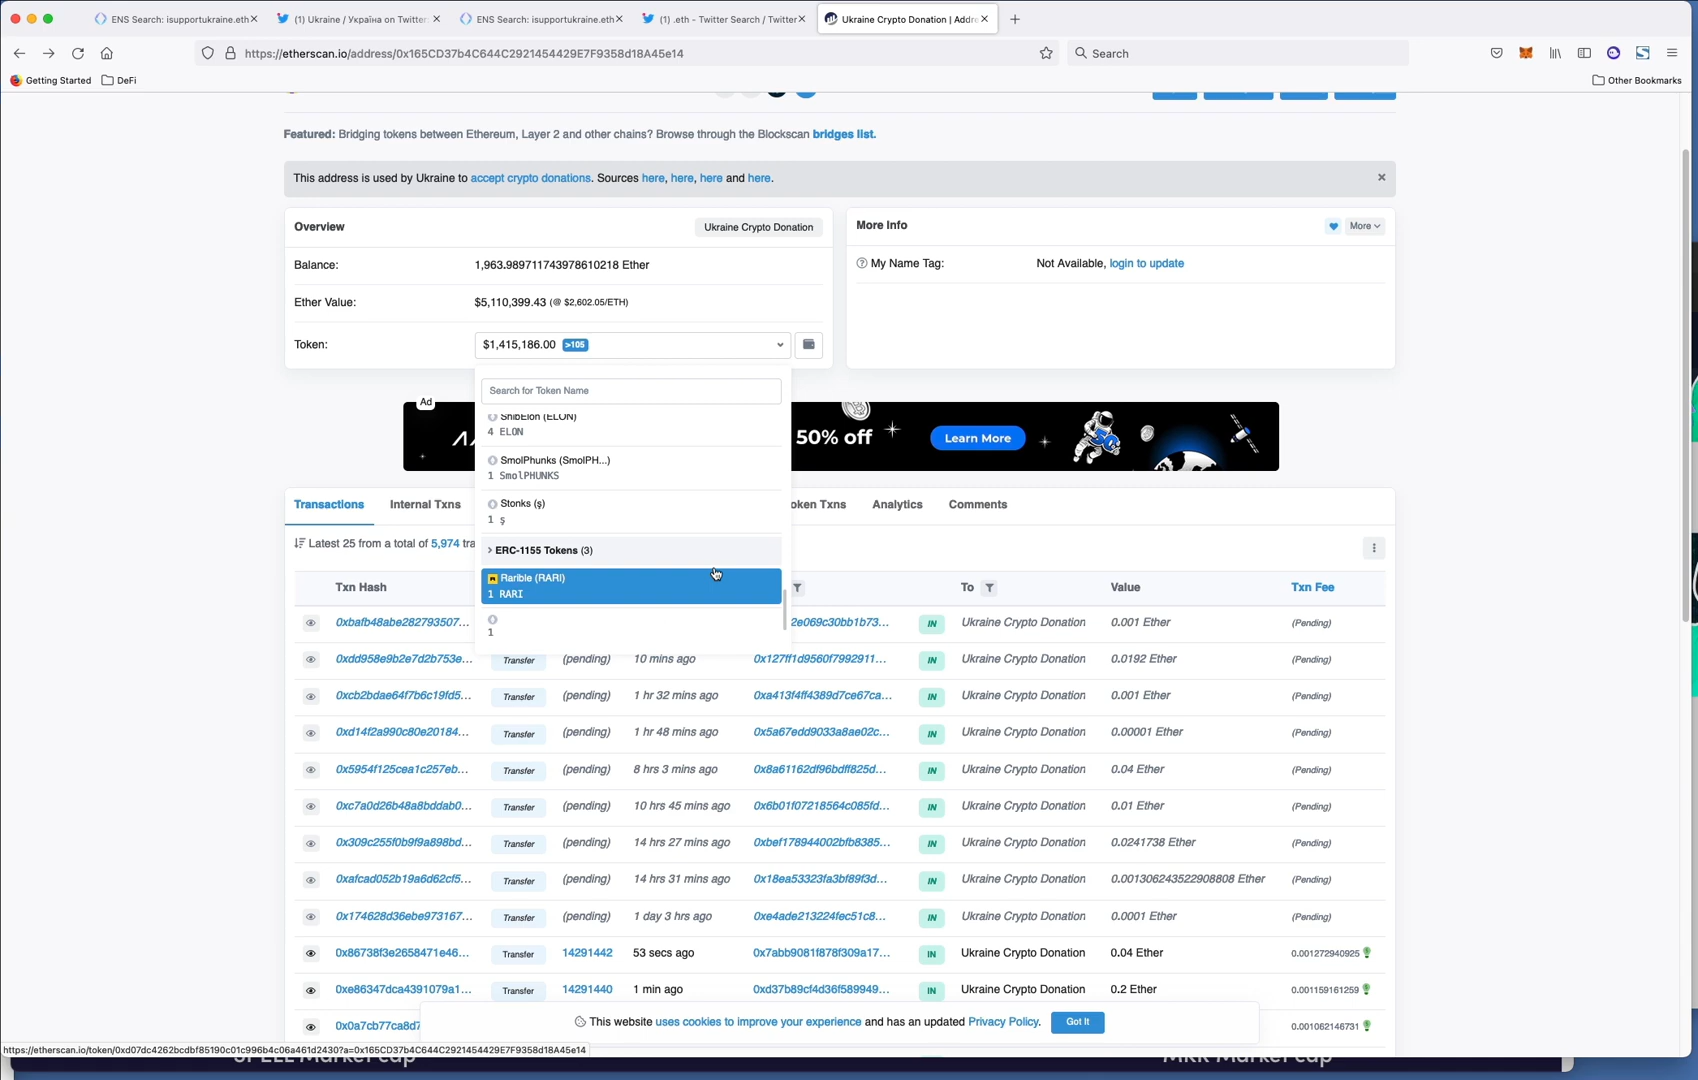 ENS Search: isupportukraine.eth
(1) Ukraine / Україна on Twitter:
ENS Search: isupportukraine.eth
(1) .eth - Twitter Search / Twitter
Ukraine Crypto Donation | Addre
https://etherscan.io/address/0x165CD37b4C644C2921454429E7F9358d18A45e14
Search
Getting Started
DeFi
Other Bookmarks
Featured: Bridging tokens between Ethereum, Layer 2 and other chains? Browse through the Blockscan bridges list.
This address is used by Ukraine to accept crypto donations. Sources here, here, here and here.
Overview
Ukraine Crypto Donation
More Info
More
Balance:
1,963.989711743978610218 Ether
My Name Tag:
Not Available, login to update
Ether Value:
$5,110,399.43 (@ $2,602.05/ETH)
Token:
$1,415,186.00 >105
Search for Token Name
Ad
ShibElon (ELON)
4 ELON
50% off
Learn More
SmolPhunks (SmolPH...)
1 SmolPHUNKS
Stonks (ş)
1 ş
ERC-1155 Tokens (3)
Rarible (RARI)
1 RARI
1
Transactions
Internal Txns
oken Txns
Analytics
Comments
Latest 25 from a total of 5,974 tra
Txn Hash
To
Value
Txn Fee
0xbafb48abe282793507...
2e069c30bb1b73...
IN
Ukraine Crypto Donation
0.001 Ether
(Pending)
0xdd958e9b2e7d2b753e...
Transfer
(pending)
10 mins ago
0x127ff1d9560f7992911...
IN
Ukraine Crypto Donation
0.0192 Ether
(Pending)
0xcb2bdae64f7b6c19fd5...
Transfer
(pending)
1 hr 32 mins ago
0xa413f4ff4389d7ce67ca...
IN
Ukraine Crypto Donation
0.001 Ether
(Pending)
0xd14f2a990c80e20184...
Transfer
(pending)
1 hr 48 mins ago
0x5a67edd9033a8ae02c...
IN
Ukraine Crypto Donation
0.00001 Ether
(Pending)
0x5954f125cea1c257eb...
Transfer
(pending)
8 hrs 3 mins ago
0x8a61162df96bdff825d...
IN
Ukraine Crypto Donation
0.04 Ether
(Pending)
0xc7a0d26b48a8bddab0...
Transfer
(pending)
10 hrs 45 mins ago
0x6b01f07218564c085fd...
IN
Ukraine Crypto Donation
0.01 Ether
(Pending)
0x309c255f0b9f9a898bd...
Transfer
(pending)
14 hrs 27 mins ago
0xbef178944002bfb8385...
IN
Ukraine Crypto Donation
0.0241738 Ether
(Pending)
0xafcad052b19a6d62cf5...
Transfer
(pending)
14 hrs 31 mins ago
0x18ea53323fa3bf89f3d...
IN
Ukraine Crypto Donation
0.001306243522908808 Ether
(Pending)
0x174628d36ebe973167...
Transfer
(pending)
1 day 3 hrs ago
0xe4ade213224fec51c8...
IN
Ukraine Crypto Donation
0.0001 Ether
(Pending)
0x86738f3e2658471e46...
Transfer
14291442
53 secs ago
0x7abb9081f878f309a17...
IN
Ukraine Crypto Donation
0.04 Ether
0.001272940925
0xe86347dca4391079a1...
Transfer
14291440
1 min ago
0xd37b89cf4d36f589949...
IN
Ukraine Crypto Donation
0.2 Ether
0.001159161259
0x0a7cb77ca8d7
This website uses cookies to improve your experience and has an updated Privacy Policy.
Got It
0.001062146731
https://etherscan.io/token/0xd07dc4262bcdbf85190c01c996b4c06a461d2430?a=0x165CD37b4C644C2921454429E7F9358d18A45e14